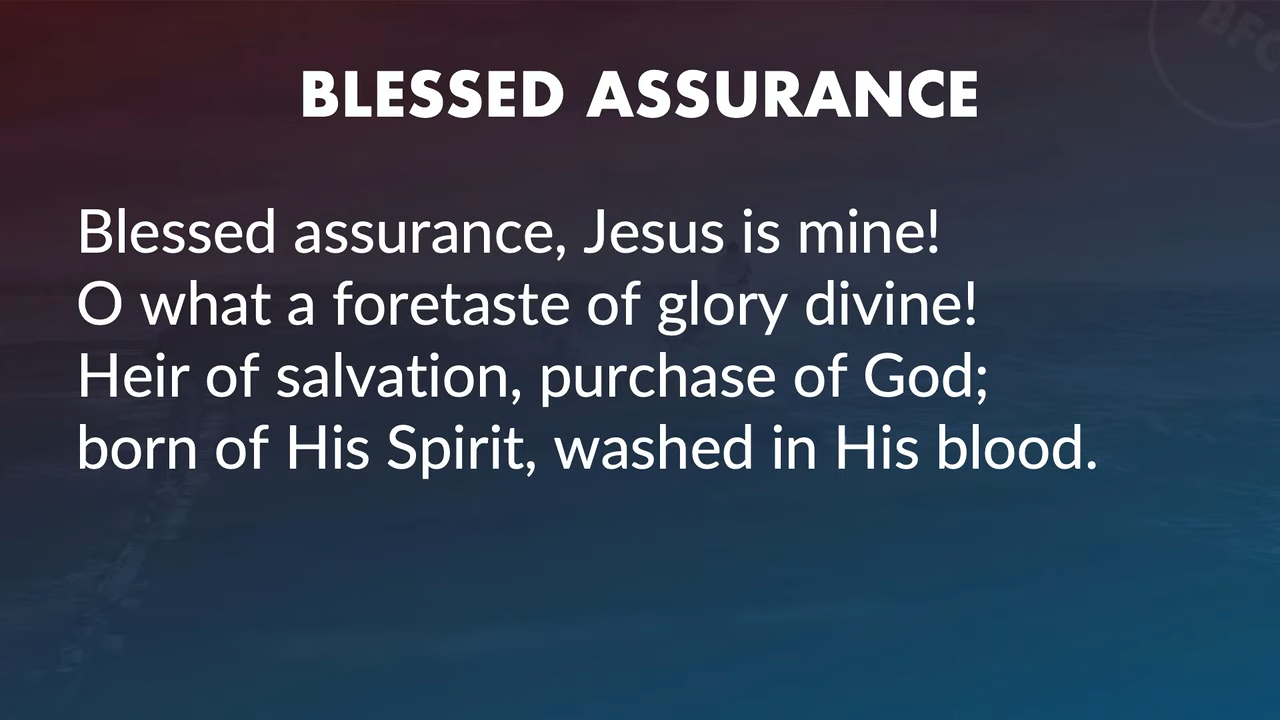 BLESSED ASSURANCE
Blessed assurance, Jesus is mine!
O what a foretaste of glory divine!
Heir of salvation, purchase of God;
born of His Spirit, washed in His blood.